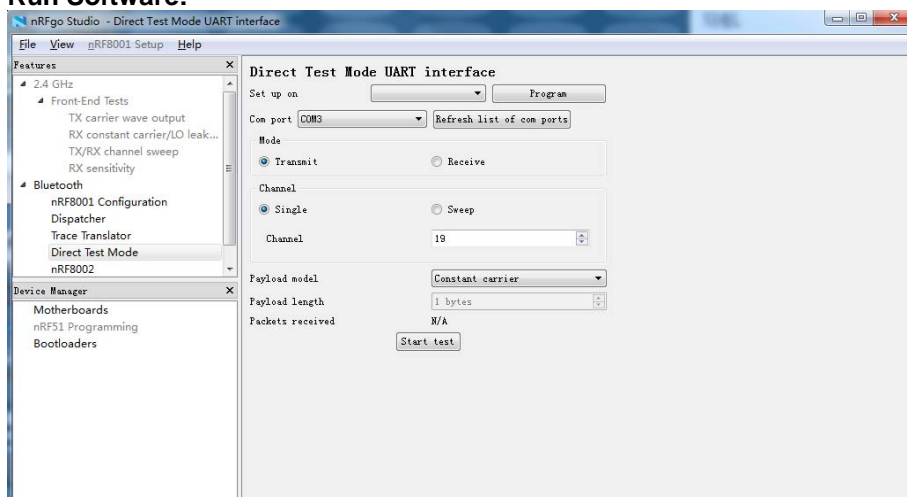 Run Software:
nRFgo Studio - Direct Test Mode UART interface
File View nRF8001 Setup Help
Features
2.4 GHz
Front-End Tests
TX carrier wave output
RX constant carrier/LO leak...
TX/RX channel sweep
RX sensitivity
Bluetooth
nRF8001 Configuration
Dispatcher
Trace Translator
Direct Test Mode
nRF8002
Device Manager
Motherboards
nRF51 Programming
Bootloaders
Direct Test Mode UART interface
Set up on Program
Com port COM3 Refresh list of com ports
Mode
Transmit Receive
Channel
Single Sweep
Channel 19
Payload model Constant carrier
Payload length 1 bytes
Packets received N/A
Start test